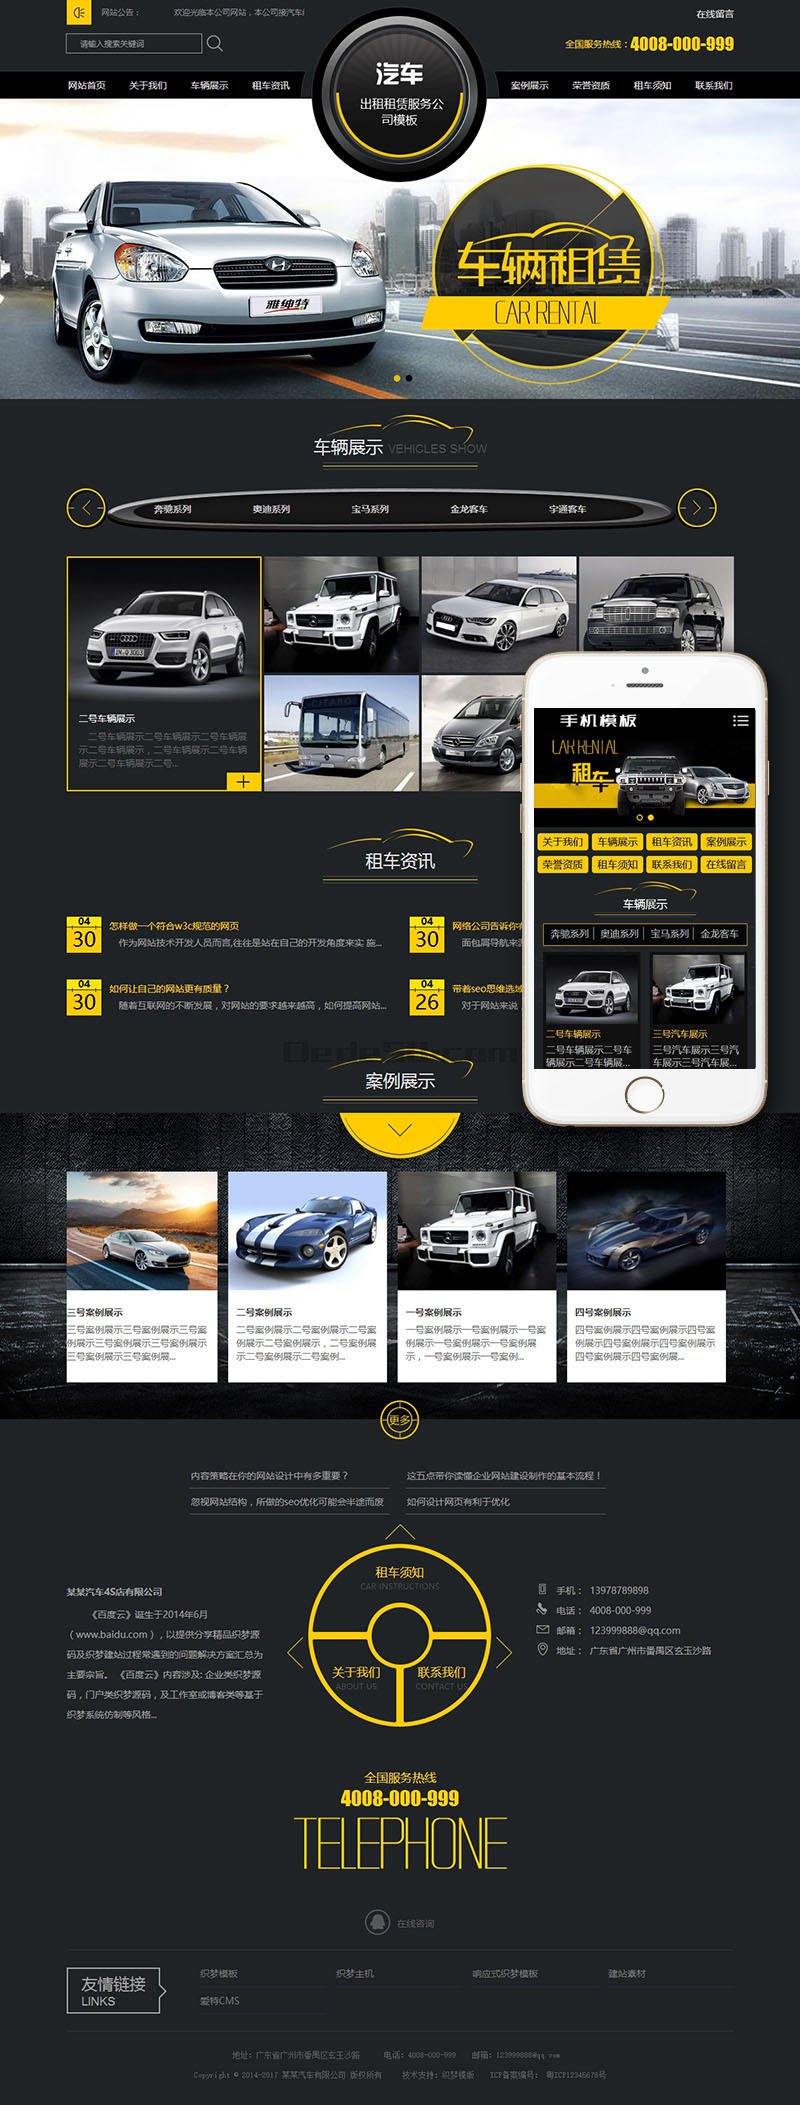 网站公告：
欢迎光临本公司网站，本公司接汽车
在线留言
请输入搜索关键词
全国服务热线：4008-000-999
网站首页 关于我们 车辆展示 租车资讯
案例展示 荣誉资质 租车须知 联系我们
汽车
出租租赁服务公
司模板
车辆租赁
CAR RENTAL
雅绅特
车辆展示 VEHICLES SHOW
奔驰系列 奥迪系列 宝马系列 金龙客车 宇通客车
CITARO
二号车辆展示
二号车辆展示二号车辆展示二号车辆展
示二号车辆展示，二号车辆展示二号车辆
展示二号车辆展示二号...
租车资讯
04
30
怎样做一个符合w3c规范的网页
作为网站技术开发人员而言,往往是站在自己的开发角度来实 施...
04
30
网络公司告诉你
面包屑导航来源
04
30
如何让自己的网站更有质量？
随着互联网的不断发展，对网站的要求越来越高，如何提高网站...
04
26
带着seo思维选域
对于网站来说，
手机模板
CAR RENTAL
租车
关于我们 车辆展示 租车资讯 案例展示
荣誉资质 租车须知 联系我们 在线留言
车辆展示
奔驰系列 奥迪系列 宝马系列 金龙客车
二号车辆展示
二号车辆展示二号车
辆展示二号车辆展...
三号汽车展示
三号汽车展示三号汽
车展示三号汽车展...
案例展示
三号案例展示
三号案例展示三号案例展示三号案
例展示三号案例展示三号案例展示
三号案例展示三号案例展...
二号案例展示
二号案例展示二号案例展示二号案
例展示二号案例展示，二号案例展
示二号案例展示二号案例...
一号案例展示
一号案例展示一号案例展示一号案
例展示一号案例展示一号案例展示
，一号案例展示一号案例...
四号案例展示
四号案例展示四号案例展示四号案
例展示四号案例展示四号案例展示
四号案例展示四号案例展...
更多
内容策略在你的网站设计中有多重要？
这五点带你读懂企业网站建设制作的基本流程！
忽视网站结构，所做的seo优化可能会半途而废
如何设计网页有利于优化
租车须知
CAR INSTRUCTIONS
关于我们
ABOUT US
联系我们
CONTACT US
某某汽车4S店有限公司
《百度云》诞生于2014年6月
（www.baidu.com），以提供分享精品织梦源
码及织梦建站过程常遇到的问题解决方案汇总为
主要宗旨。 《百度云》内容涉及: 企业类织梦源
码，门户类织梦源码，及工作室或博客类等基于
织梦系统仿制等风格...
手机： 13978789898
电话： 4008-000-999
邮箱： 123999888@qq.com
地址： 广东省广州市番禺区玄玉沙路
全国服务热线
4008-000-999
TELEPHONE
在线咨询
友情链接
LINKS
织梦模板 织梦主机 响应式织梦模板 建站素材
爱特CMS
地址：广东省广州市番禺区玄玉沙路 电话：4008-000-999 邮箱：123999888@qq.com
Copyright © 2014-2017 某某汽车有限公司 版权所有 技术支持：织梦模版 ICP备案编号： 粤ICP12345678号